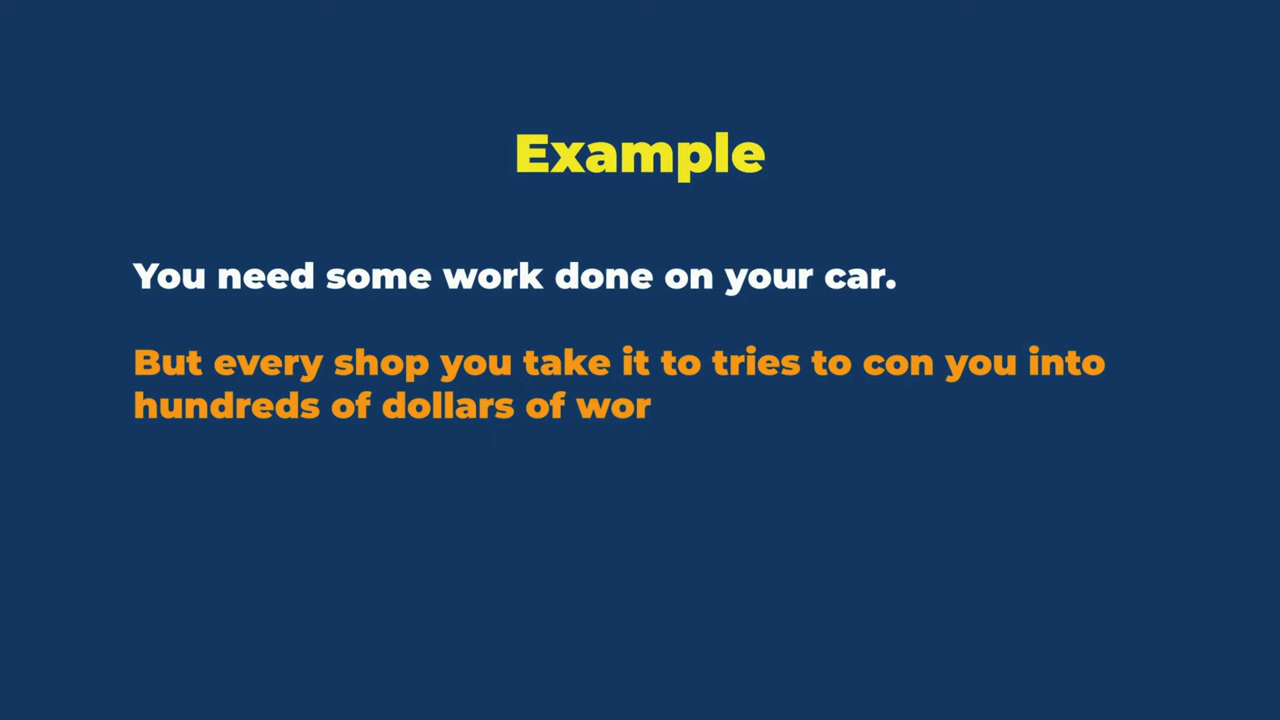 Example
You need some work done on your car.
But every shop you take it to tries to con you into
hundreds of dollars of wor